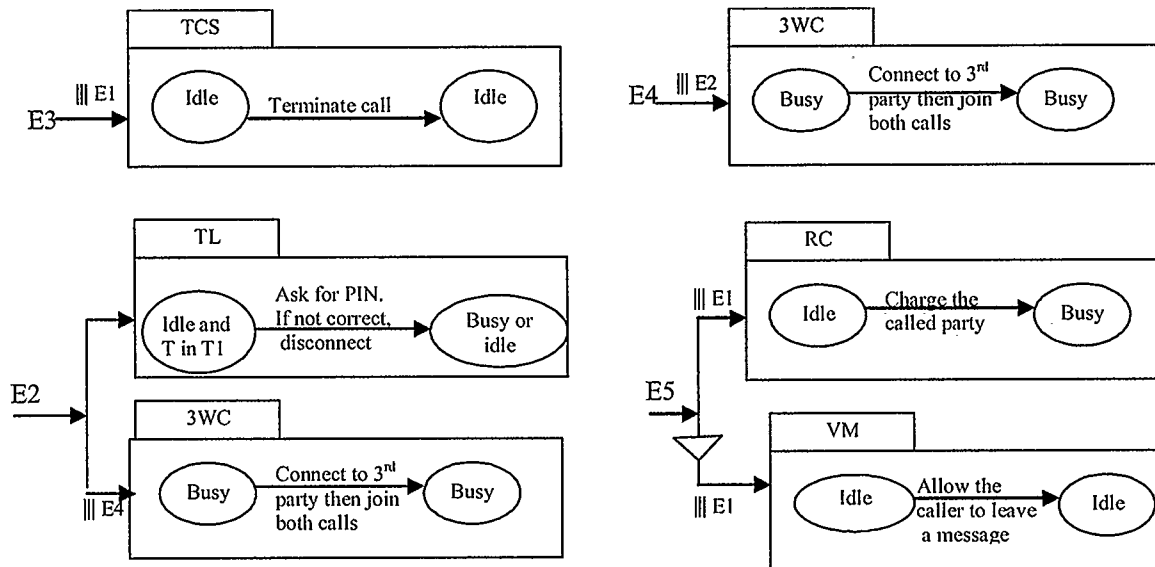 TCS
||| E1
E3
Idle
Terminate call
Idle
3WC
||| E2
E4
Busy
Connect to 3rd
party then join
both calls
Busy
TL
Idle and
T in T1
Ask for PIN.
If not correct,
disconnect
Busy or
idle
E2
3WC
||| E4
Busy
Connect to 3rd
party then join
both calls
Busy
RC
||| E1
Idle
Charge the
called party
Busy
E5
VM
||| E1
Idle
Allow the
caller to leave
a message
Idle